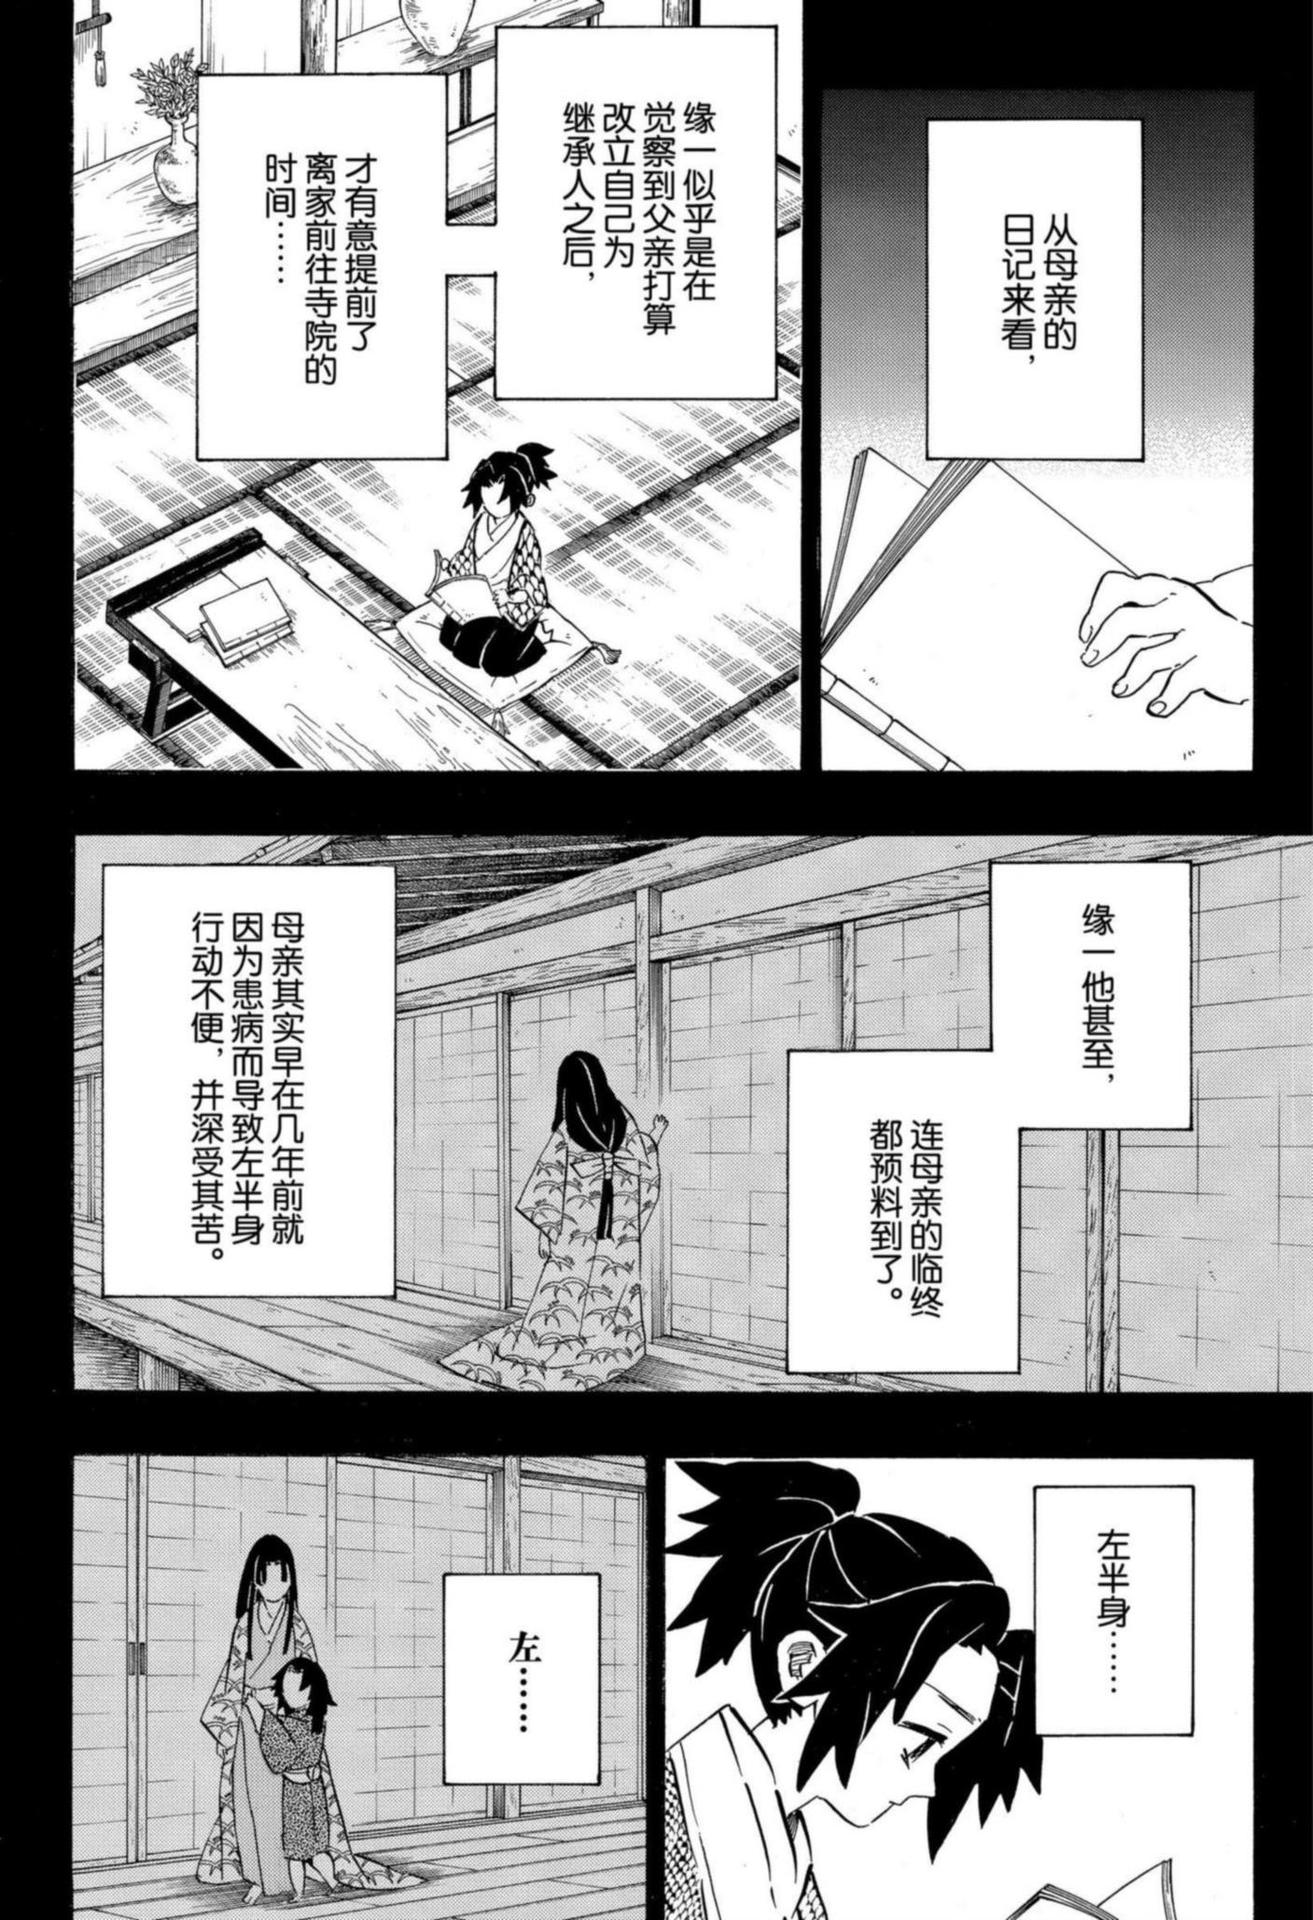 从母亲的
日记来看，
缘一似乎是在
觉察到父亲打算
改立自己为
继承人之后，
才有意提前了
离家前往寺院的
时间……
缘一他甚至，
连母亲的临终
都预料到了。
母亲其实早在几年前就
因为患病而导致左半身
行动不便，并深受其苦。
左半身……
左……